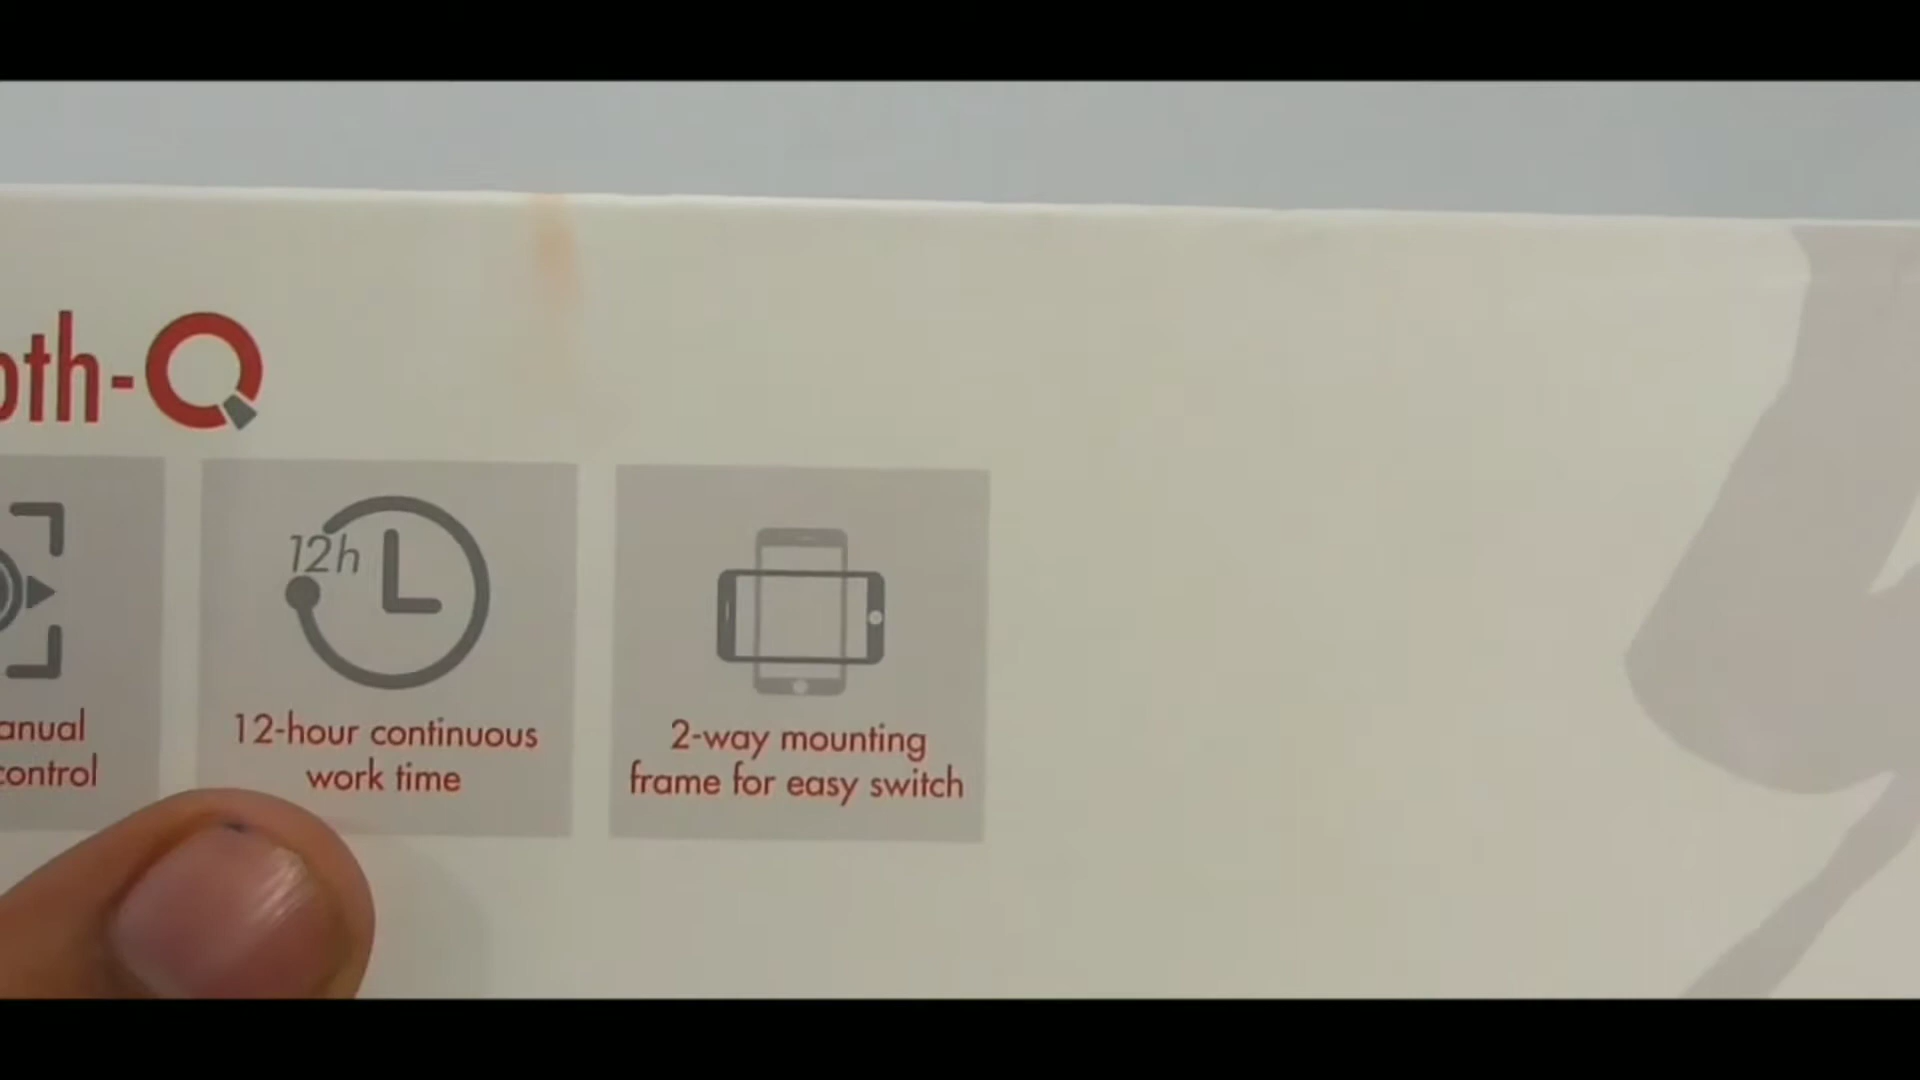 oth-Q
12h
anual
control
12-hour continuous
work time
2-way mounting
frame for easy switch